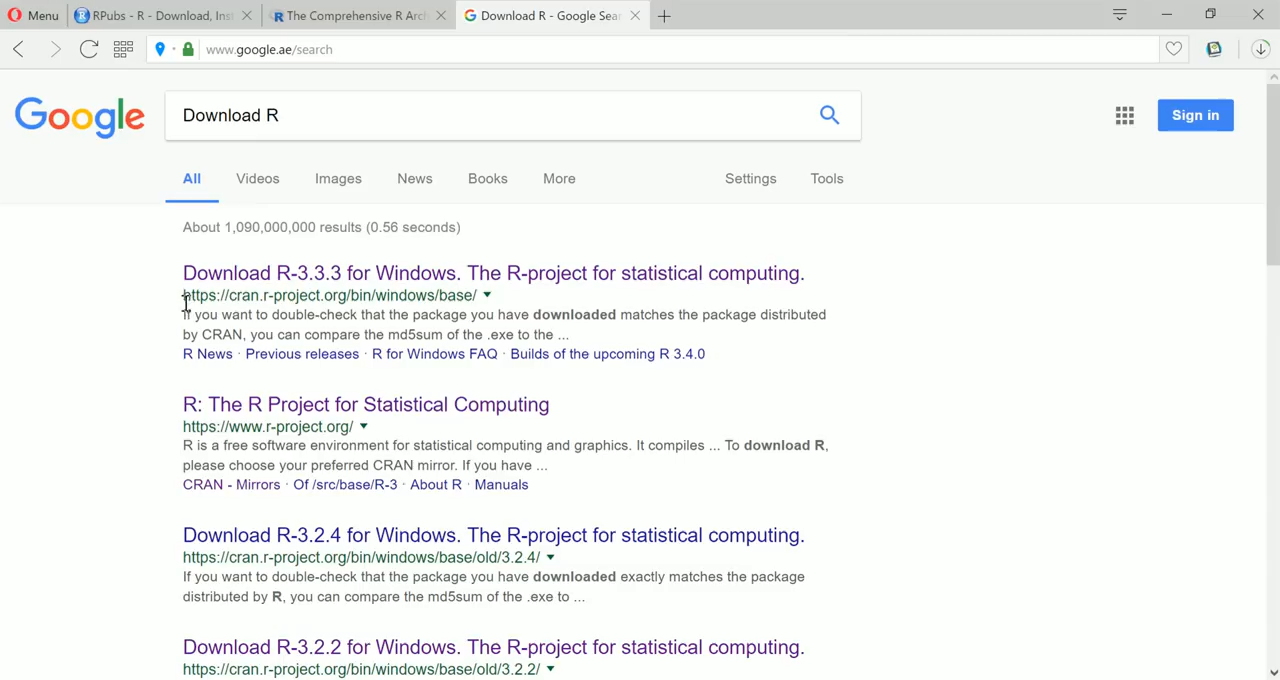 Menu
RPubs - R - Download, Inst
The Comprehensive R Arch
Download R - Google Sear
www.google.ae/search
Google
Download R
Sign in
All Videos Images News Books More Settings Tools
About 1,090,000,000 results (0.56 seconds)
Download R-3.3.3 for Windows. The R-project for statistical computing.
https://cran.r-project.org/bin/windows/base/
If you want to double-check that the package you have downloaded matches the package distributed
by CRAN, you can compare the md5sum of the .exe to the ...
R News · Previous releases · R for Windows FAQ · Builds of the upcoming R 3.4.0
R: The R Project for Statistical Computing
https://www.r-project.org/
R is a free software environment for statistical computing and graphics. It compiles ... To download R,
please choose your preferred CRAN mirror. If you have ...
CRAN - Mirrors · Of /src/base/R-3 · About R · Manuals
Download R-3.2.4 for Windows. The R-project for statistical computing.
https://cran.r-project.org/bin/windows/base/old/3.2.4/
If you want to double-check that the package you have downloaded exactly matches the package
distributed by R, you can compare the md5sum of the .exe to ...
Download R-3.2.2 for Windows. The R-project for statistical computing.
https://cran.r-project.org/bin/windows/base/old/3.2.2/